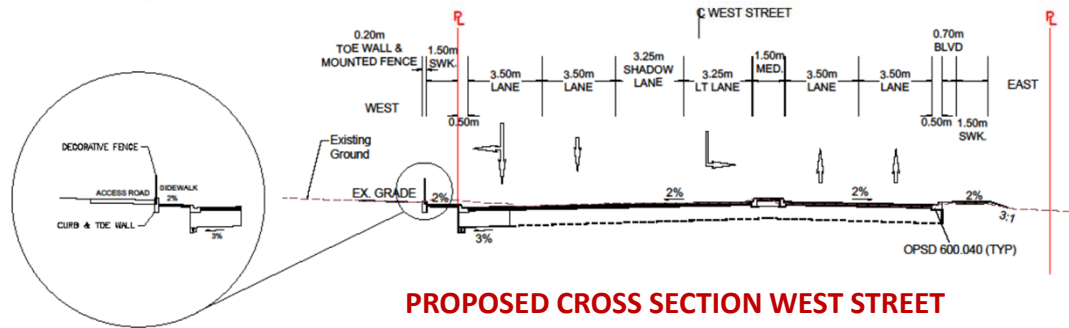 PL
℄ WEST STREET
PL
0.20m
TOE WALL &
MOUNTED FENCE
1.50m
SWK.
3.50m
LANE
3.50m
LANE
3.25m
SHADOW
LANE
3.25m
LT LANE
1.50m
MED.
3.50m
LANE
3.50m
LANE
0.70m
BLVD
WEST
EAST
0.50m
0.50m
1.50m
SWK.
Existing
Ground
DECORATIVE FENCE
ACCESS ROAD
SIDEWALK
2%
CURB & TOE WALL
3%
EX. GRADE
2%
2%
2%
2%
3:1
3%
OPSD 600.040 (TYP)
PROPOSED CROSS SECTION WEST STREET